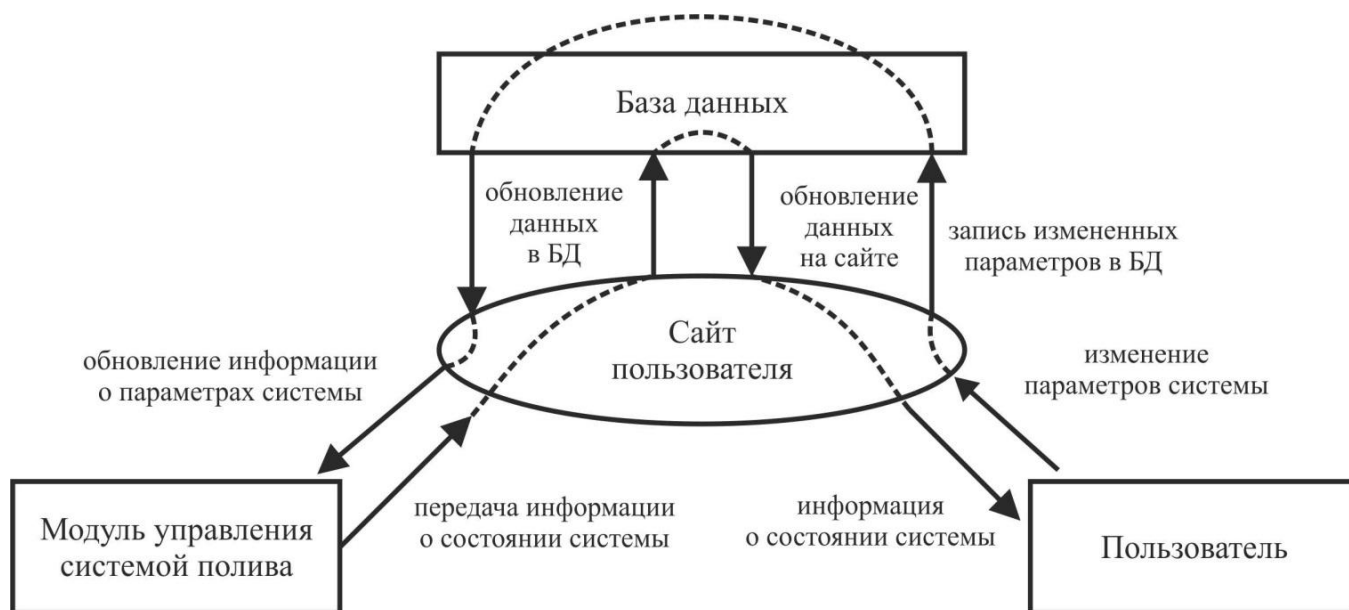 База данных
обновление
данных
в БД
обновление
данных
на сайте
запись измененных
параметров в БД
Сайт
пользователя
обновление информации
о параметрах системы
изменение
параметров системы
передача информации
о состоянии системы
информация
о состоянии системы
Модуль управления
системой полива
Пользователь